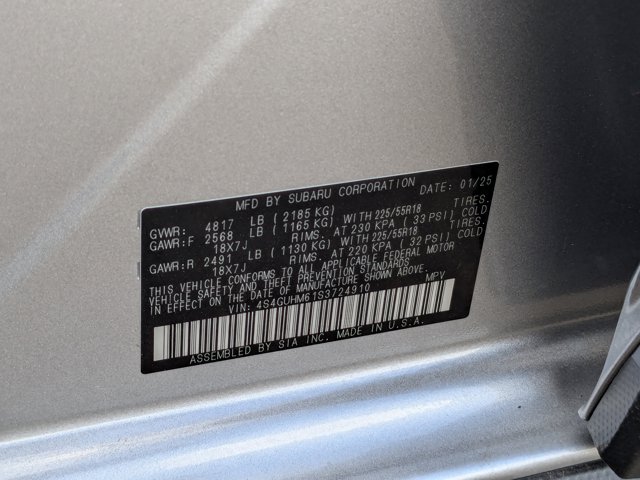 MFD BY SUBARU CORPORATION DATE: 01/25
GVWR: 4817 LB (2185 KG)
GAWR:F 2568 LB (1165 KG) WITH 225/55R18 TIRES.
18X7J RIMS. AT 230 KPA (33 PSI) COLD
GAWR:R 2491 LB (1130 KG) WITH 225/55R18 TIRES.
18X7J RIMS. AT 220 KPA (32 PSI) COLD
THIS VEHICLE CONFORMS TO ALL APPLICABLE FEDERAL MOTOR
VEHICLE SAFETY AND THEFT PREVENTION STANDARDS
IN EFFECT ON THE DATE OF MANUFACTURE SHOWN ABOVE.
VIN: 4S4GUHM61S3724910 MPV
ASSEMBLED BY SIA INC. MADE IN U.S.A.